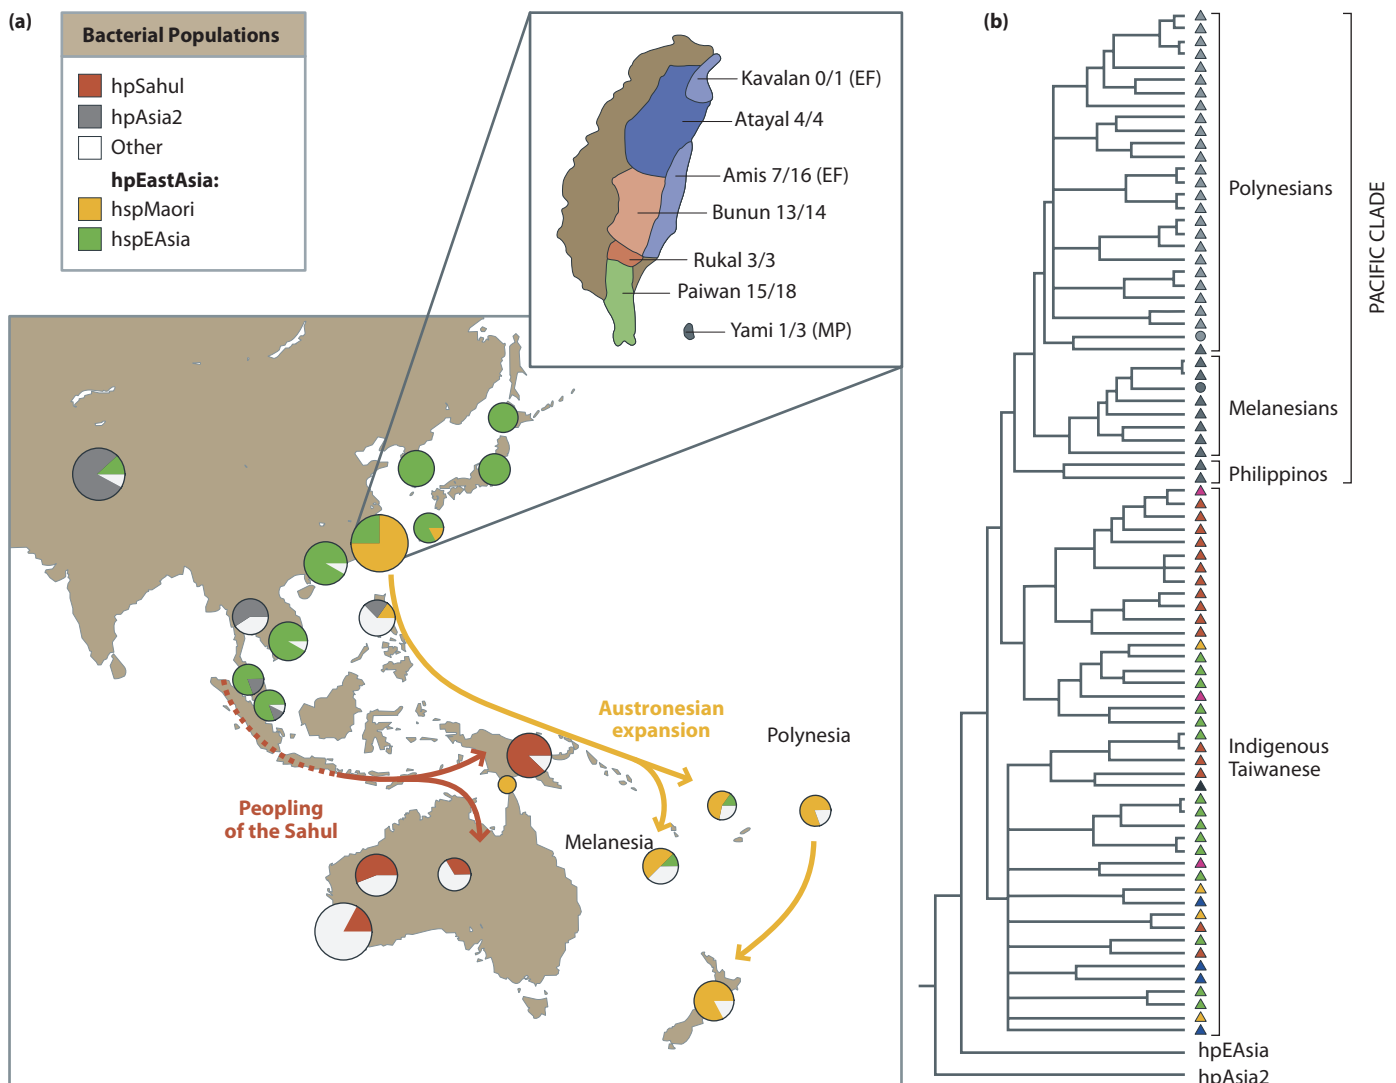 (a)
Bacterial Populations
hpSahul
hpAsia2
Other
hpEastAsia:
hspMaori
hspEAsia
Kavalan 0/1 (EF)
Atayal 4/4
Amis 7/16 (EF)
Bunun 13/14
Rukal 3/3
Paiwan 15/18
Yami 1/3 (MP)
Austronesian
expansion
Polynesia
Peopling
of the Sahul
Melanesia
(b)
Polynesians
PACIFIC CLADE
Melanesians
Philippinos
Indigenous
Taiwanese
hpEAsia
hpAsia2